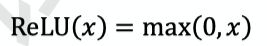 ReLU(𝑥) = max(0, 𝑥)